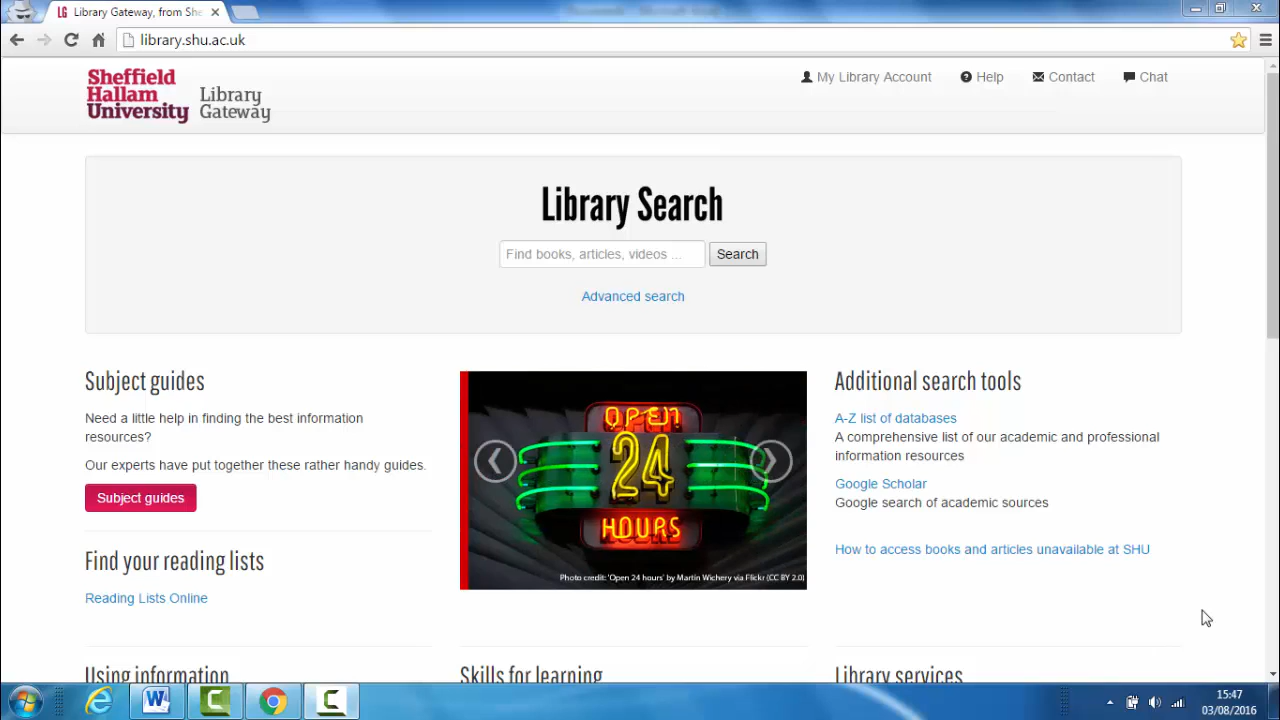 LG Library Gateway, from She
library.shu.ac.uk
Sheffield
Hallam
University
Library
Gateway
My Library Account
Help
Contact
Chat
Library Search
Find books, articles, videos ...
Search
Advanced search
Subject guides
Need a little help in finding the best information
resources?
Our experts have put together these rather handy guides.
Subject guides
Find your reading lists
Reading Lists Online
OPEN
24
HOURS
Photo credit: 'Open 24 hours' by Martin Wichery via Flickr (CC BY 2.0)
Additional search tools
A-Z list of databases
A comprehensive list of our academic and professional
information resources
Google Scholar
Google search of academic sources
How to access books and articles unavailable at SHU
Using information
Skills for learning
Library services
15:47
03/08/2016